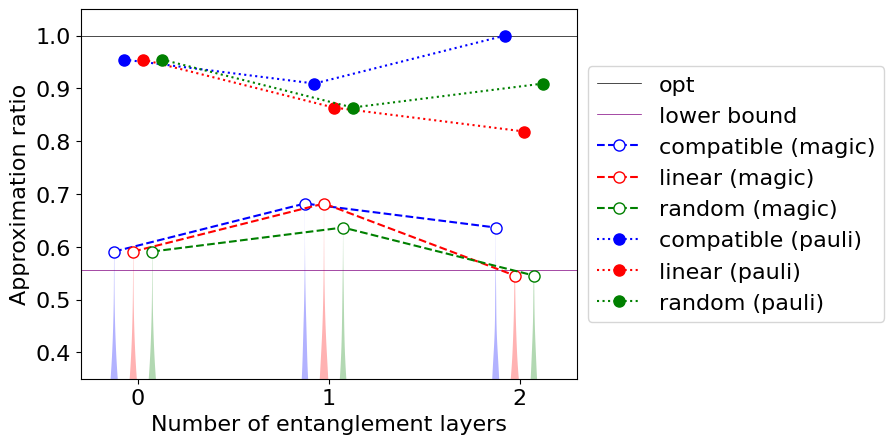 1.0
0.9
0.8
0.7
0.6
0.5
0.4
Approximation ratio
0 1 2
Number of entanglement layers
opt
lower bound
compatible (magic)
linear (magic)
random (magic)
compatible (pauli)
linear (pauli)
random (pauli)